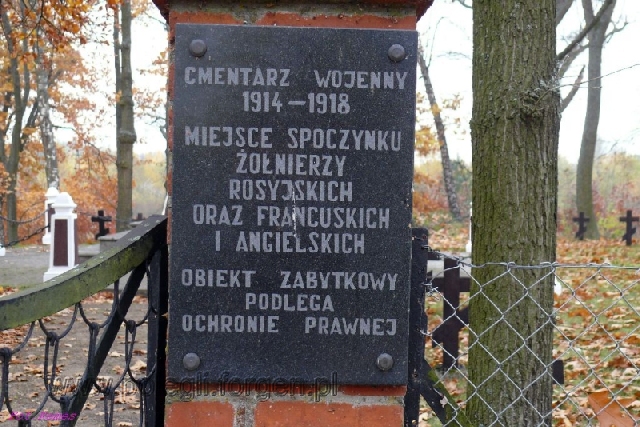 CMENTARZ WOJENNY
1914-1918
MIEJSCE SPOCZYNKU
ŻOŁNIERZY
ROSYJSKICH
ORAZ FRANCUSKICH
I ANGIELSKICH
OBIEKT ZABYTKOWY
PODLEGA
OCHRONIE PRAWNEJ